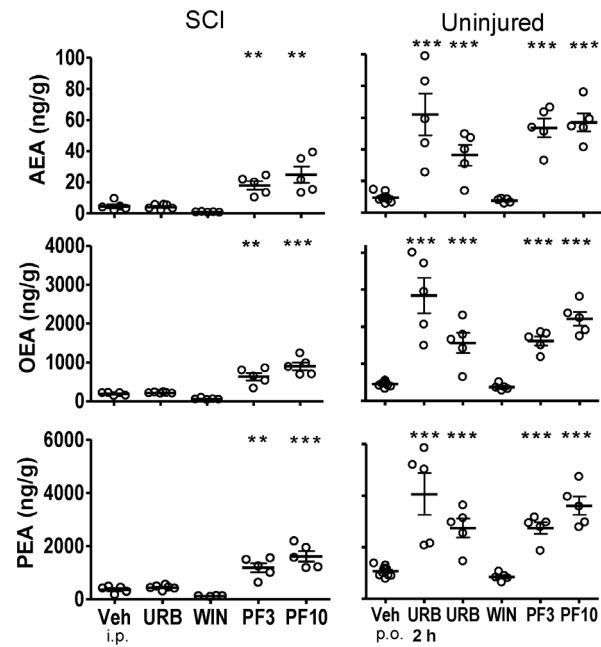 SCI Uninjured
AEA (ng/g)
100
80
60
40
20
0
** **
*** *** *** ***
OEA (ng/g)
4000
3000
2000
1000
0
** ***
*** *** *** ***
PEA (ng/g)
6000
4000
2000
0
** ***
*** *** *** ***
Veh URB WIN PF3 PF10 Veh URB URB WIN PF3 PF10
i.p. p.o. 2 h